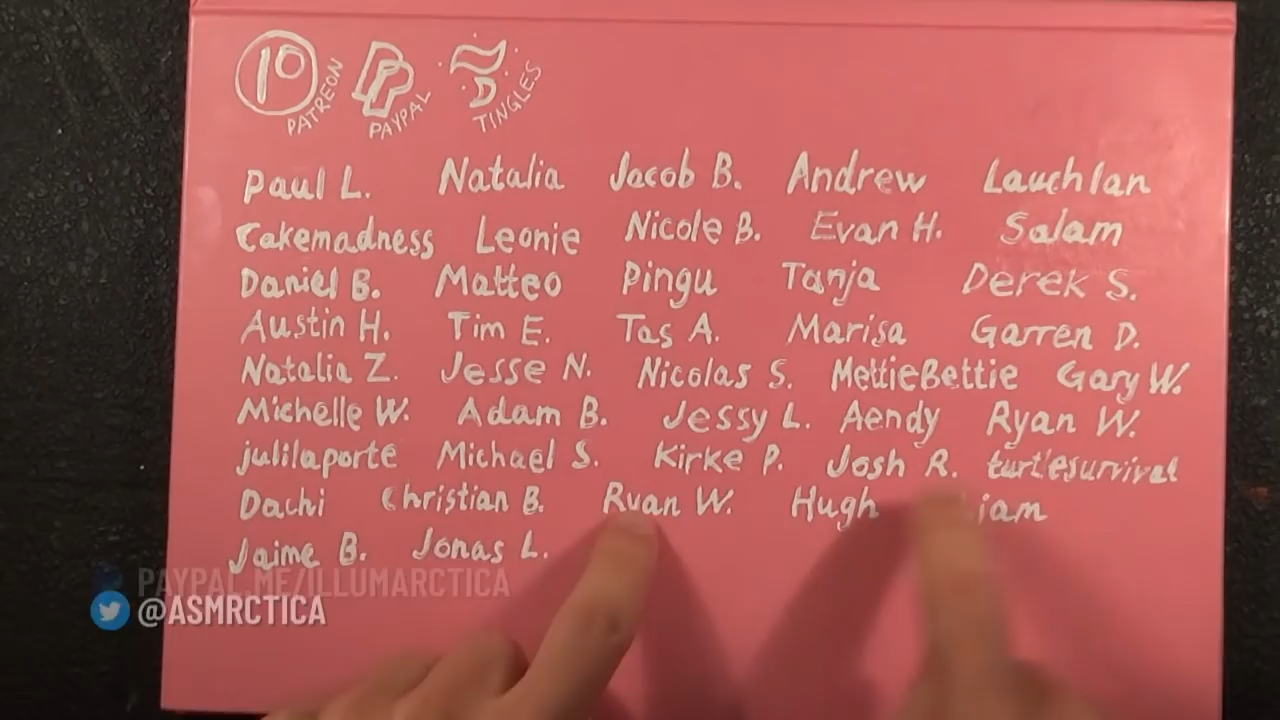 PATREON PAYPAL TINGLES
Paul L. Natalia Jacob B. Andrew Lauchlan
Cakemadness Leonie Nicole B. Evan H. Salam
Daniel B. Matteo Pingu Tanja Derek S.
Austin H. Tim E. Tas A. Marisa Garren D.
Natalia Z. Jesse N. Nicolas S. MettieBettie Gary W.
Michelle W. Adam B. Jessy L. Aendy Ryan W.
julilaporte Michael S. Kirke P. Josh R. turtlesurvival
Dachi Christian B. Ryan W. Hugh
Jaime B. Jonas L.
PAYPAL.ME/ILLUMARCTICA
@ASMRCTICA